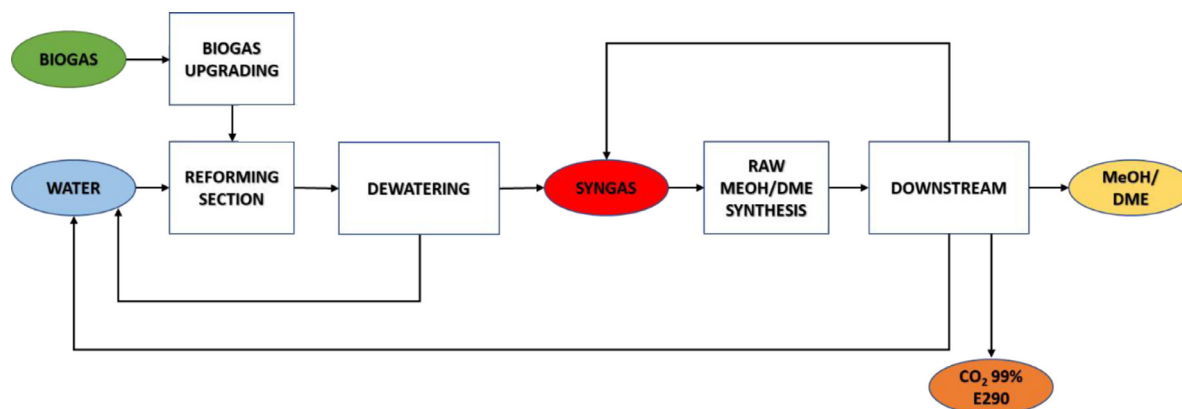 BIOGAS
BIOGAS
UPGRADING
WATER
REFORMING
SECTION
DEWATERING
SYNGAS
RAW
MEOH/DME
SYNTHESIS
DOWNSTREAM
MeOH/
DME
CO₂ 99%
E290